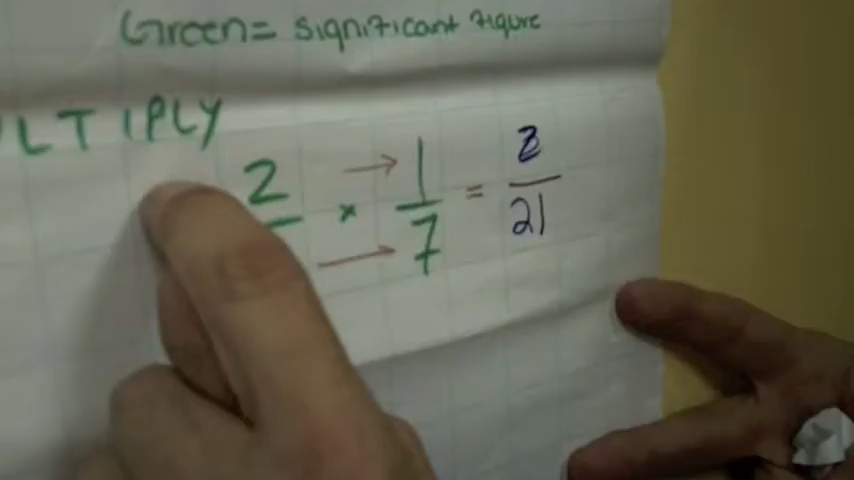 Green= significant figure
LTIPLY
2 → 1 = 2
× → 7 21